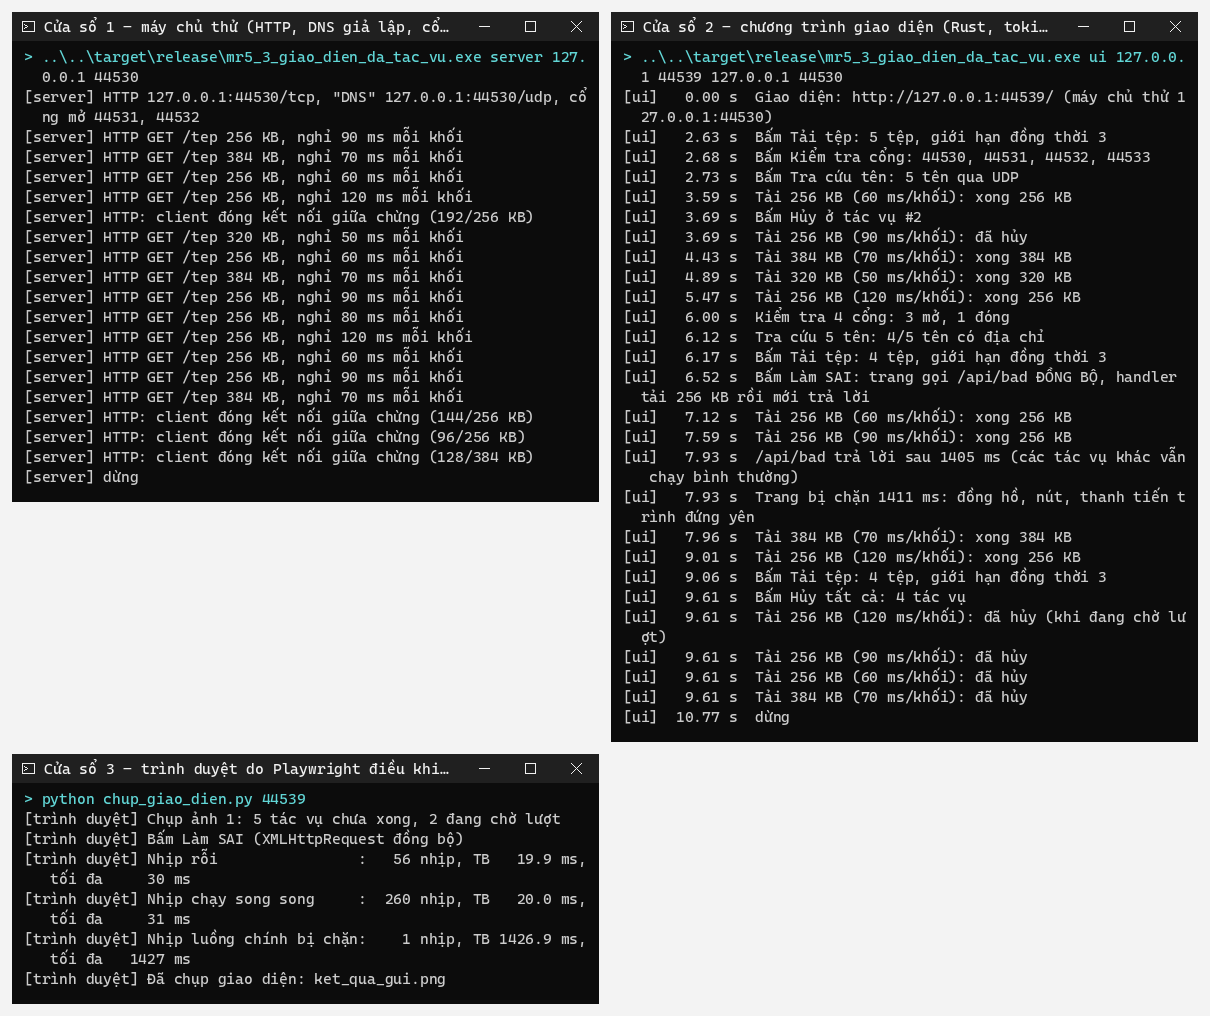 Cửa sổ 1 – máy chủ thử (HTTP, DNS giả lập, cổ…
> ..\..\target\release\mr5_3_giao_dien_da_tac_vu.exe server 127.
0.0.1 44530
[server] HTTP 127.0.0.1:44530/tcp, "DNS" 127.0.0.1:44530/udp, cổ
ng mở 44531, 44532
[server] HTTP GET /tep 256 KB, nghỉ 90 ms mỗi khối
[server] HTTP GET /tep 384 KB, nghỉ 70 ms mỗi khối
[server] HTTP GET /tep 256 KB, nghỉ 60 ms mỗi khối
[server] HTTP GET /tep 256 KB, nghỉ 120 ms mỗi khối
[server] HTTP: client đóng kết nối giữa chừng (192/256 KB)
[server] HTTP GET /tep 320 KB, nghỉ 50 ms mỗi khối
[server] HTTP GET /tep 256 KB, nghỉ 60 ms mỗi khối
[server] HTTP GET /tep 384 KB, nghỉ 70 ms mỗi khối
[server] HTTP GET /tep 256 KB, nghỉ 90 ms mỗi khối
[server] HTTP GET /tep 256 KB, nghỉ 80 ms mỗi khối
[server] HTTP GET /tep 256 KB, nghỉ 120 ms mỗi khối
[server] HTTP GET /tep 256 KB, nghỉ 60 ms mỗi khối
[server] HTTP GET /tep 256 KB, nghỉ 90 ms mỗi khối
[server] HTTP GET /tep 384 KB, nghỉ 70 ms mỗi khối
[server] HTTP: client đóng kết nối giữa chừng (144/256 KB)
[server] HTTP: client đóng kết nối giữa chừng (96/256 KB)
[server] HTTP: client đóng kết nối giữa chừng (128/384 KB)
[server] dừng
Cửa sổ 2 – chương trình giao diện (Rust, toki…
> ..\..\target\release\mr5_3_giao_dien_da_tac_vu.exe ui 127.0.0.
1 44539 127.0.0.1 44530
[ui]   0.00 s  Giao diện: http://127.0.0.1:44539/ (máy chủ thử 1
27.0.0.1:44530)
[ui]   2.63 s  Bấm Tải tệp: 5 tệp, giới hạn đồng thời 3
[ui]   2.68 s  Bấm Kiểm tra cổng: 44530, 44531, 44532, 44533
[ui]   2.73 s  Bấm Tra cứu tên: 5 tên qua UDP
[ui]   3.59 s  Tải 256 KB (60 ms/khối): xong 256 KB
[ui]   3.69 s  Bấm Hủy ở tác vụ #2
[ui]   3.69 s  Tải 256 KB (90 ms/khối): đã hủy
[ui]   4.43 s  Tải 384 KB (70 ms/khối): xong 384 KB
[ui]   4.89 s  Tải 320 KB (50 ms/khối): xong 320 KB
[ui]   5.47 s  Tải 256 KB (120 ms/khối): xong 256 KB
[ui]   6.00 s  Kiểm tra 4 cổng: 3 mở, 1 đóng
[ui]   6.12 s  Tra cứu 5 tên: 4/5 tên có địa chỉ
[ui]   6.17 s  Bấm Tải tệp: 4 tệp, giới hạn đồng thời 3
[ui]   6.52 s  Bấm Làm SAI: trang gọi /api/bad ĐỒNG BỘ, handler
tải 256 KB rồi mới trả lời
[ui]   7.12 s  Tải 256 KB (60 ms/khối): xong 256 KB
[ui]   7.59 s  Tải 256 KB (90 ms/khối): xong 256 KB
[ui]   7.93 s  /api/bad trả lời sau 1405 ms (các tác vụ khác vẫn
chạy bình thường)
[ui]   7.93 s  Trang bị chặn 1411 ms: đồng hồ, nút, thanh tiến t
rình đứng yên
[ui]   7.96 s  Tải 384 KB (70 ms/khối): xong 384 KB
[ui]   9.01 s  Tải 256 KB (120 ms/khối): xong 256 KB
[ui]   9.06 s  Bấm Tải tệp: 4 tệp, giới hạn đồng thời 3
[ui]   9.61 s  Bấm Hủy tất cả: 4 tác vụ
[ui]   9.61 s  Tải 256 KB (120 ms/khối): đã hủy (khi đang chờ lư
ợt)
[ui]   9.61 s  Tải 256 KB (90 ms/khối): đã hủy
[ui]   9.61 s  Tải 256 KB (60 ms/khối): đã hủy
[ui]   9.61 s  Tải 384 KB (70 ms/khối): đã hủy
[ui]  10.77 s  dừng
Cửa sổ 3 – trình duyệt do Playwright điều khi…
> python chup_giao_dien.py 44539
[trình duyệt] Chụp ảnh 1: 5 tác vụ chưa xong, 2 đang chờ lượt
[trình duyệt] Bấm Làm SAI (XMLHttpRequest đồng bộ)
[trình duyệt] Nhịp rỗi                :   56 nhịp, TB   19.9 ms,
tối đa     30 ms
[trình duyệt] Nhịp chạy song song     :  260 nhịp, TB   20.0 ms,
tối đa     31 ms
[trình duyệt] Nhịp luồng chính bị chặn:    1 nhịp, TB 1426.9 ms,
tối đa   1427 ms
[trình duyệt] Đã chụp giao diện: ket_qua_gui.png